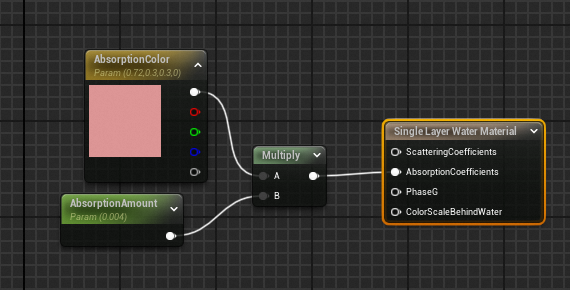 AbsorptionColor
Param (0.72,0.3,0.3,0)
AbsorptionAmount
Param (0.004)
Multiply
A
B
Single Layer Water Material
ScatteringCoefficients
AbsorptionCoefficients
PhaseG
ColorScaleBehindWater